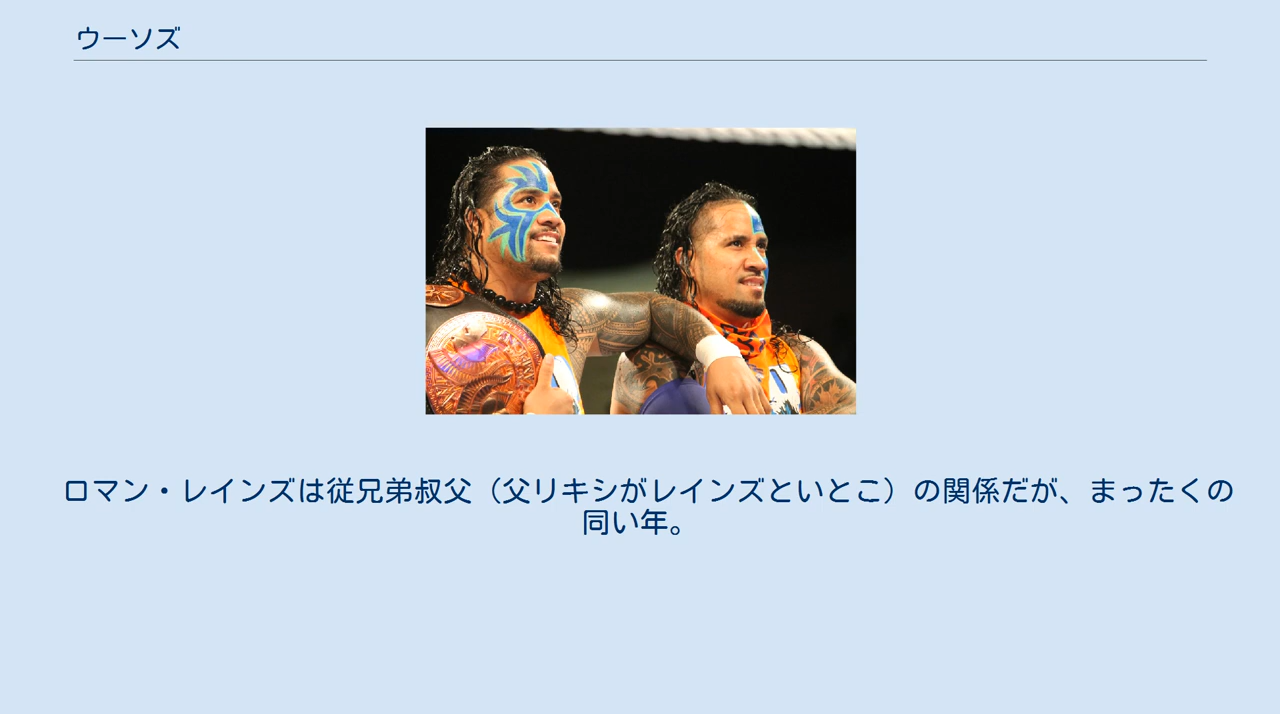 ウーソズ
ロマン・レインズは従兄弟叔父（父リキシがレインズといとこ）の関係だが、まったくの
同い年。